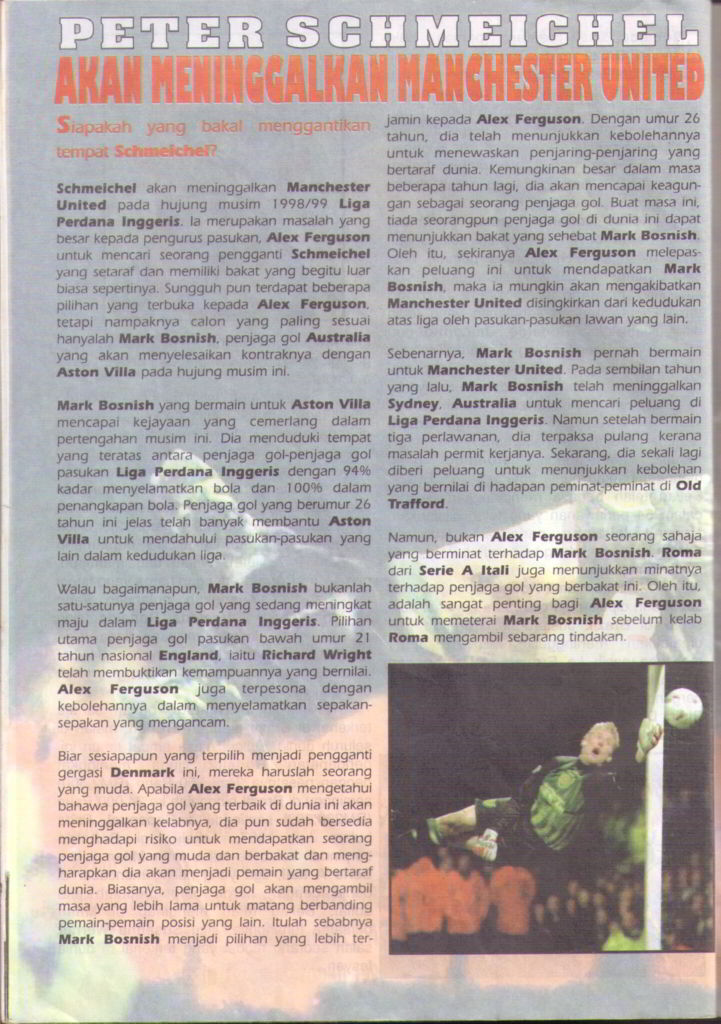 PETER SCHMEICHEL
AKAN MENINGGALKAN MANCHESTER UNITED
Siapakah yang bakal menggantikan
tempat Schmeichel?
Schmeichel akan meninggalkan Manchester
United pada hujung musim 1998/99 Liga
Perdana Inggeris. Ia merupakan masalah yang
besar kepada pengurus pasukan, Alex Ferguson
untuk mencari seorang pengganti Schmeichel
yang setaraf dan memiliki bakat yang begitu luar
biasa sepertinya. Sungguh pun terdapat beberapa
pilihan yang terbuka kepada Alex Ferguson,
tetapi nampaknya calon yang paling sesuai
hanyalah Mark Bosnish, penjaga gol Australia
yang akan menyelesaikan kontraknya dengan
Aston Villa pada hujung musim ini.
Mark Bosnish yang bermain untuk Aston Villa
mencapai kejayaan yang cemerlang dalam
pertengahan musim ini. Dia menduduki tempat
yang teratas antara penjaga gol-penjaga gol
pasukan Liga Perdana Inggeris dengan 94%
kadar menyelamatkan bola dan 100% dalam
penangkapan bola. Penjaga gol yang berumur 26
tahun ini jelas telah banyak membantu Aston
Villa untuk mendahului pasukan-pasukan yang
lain dalam kedudukan liga.
Walau bagaimanapun, Mark Bosnish bukanlah
satu-satunya penjaga gol yang sedang meningkat
maju dalam Liga Perdana Inggeris. Pilihan
utama penjaga gol pasukan bawah umur 21
tahun nasional England, iaitu Richard Wright
telah membuktikan kemampuannya yang bernilai.
Alex Ferguson juga terpesona dengan
kebolehannya dalam menyelamatkan sepakan-
sepakan yang mengancam.
Biar sesiapapun yang terpilih menjadi pengganti
gergasi Denmark ini, mereka haruslah seorang
yang muda. Apabila Alex Ferguson mengetahui
bahawa penjaga gol yang terbaik di dunia ini akan
meninggalkan kelabnya, dia pun sudah bersedia
menghadapi risiko untuk mendapatkan seorang
penjaga gol yang muda dan berbakat dan meng-
harapkan dia akan menjadi pemain yang bertaraf
dunia. Biasanya, penjaga gol akan mengambil
masa yang lebih lama untuk matang berbanding
pemain-pemain posisi yang lain. Itulah sebabnya
Mark Bosnish menjadi pilihan yang lebih ter-
jamin kepada Alex Ferguson. Dengan umur 26
tahun, dia telah menunjukkan kebolehannya
untuk menewaskan penjaring-penjaring yang
bertaraf dunia. Kemungkinan besar dalam masa
beberapa tahun lagi, dia akan mencapai keagun-
gan sebagai seorang penjaga gol. Buat masa ini,
tiada seorangpun penjaga gol di dunia ini dapat
menunjukkan bakat yang sehebat Mark Bosnish.
Oleh itu, sekiranya Alex Ferguson melepas-
kan peluang ini untuk mendapatkan Mark
Bosnish, maka ia mungkin akan mengakibatkan
Manchester United disingkirkan dari kedudukan
atas liga oleh pasukan-pasukan lawan yang lain.
Sebenarnya, Mark Bosnish pernah bermain
untuk Manchester United. Pada sembilan tahun
yang lalu, Mark Bosnish telah meninggalkan
Sydney, Australia untuk mencari peluang di
Liga Perdana Inggeris. Namun setelah bermain
tiga perlawanan, dia terpaksa pulang kerana
masalah permit kerjanya. Sekarang, dia sekali lagi
diberi peluang untuk menunjukkan kebolehan
yang bernilai di hadapan peminat-peminat di Old
Trafford.
Namun, bukan Alex Ferguson seorang sahaja
yang berminat terhadap Mark Bosnish. Roma
dari Serie A Itali juga menunjukkan minatnya
terhadap penjaga gol yang berbakat ini. Oleh itu,
adalah sangat penting bagi Alex Ferguson
untuk memeterai Mark Bosnish sebelum kelab
Roma mengambil sebarang tindakan.